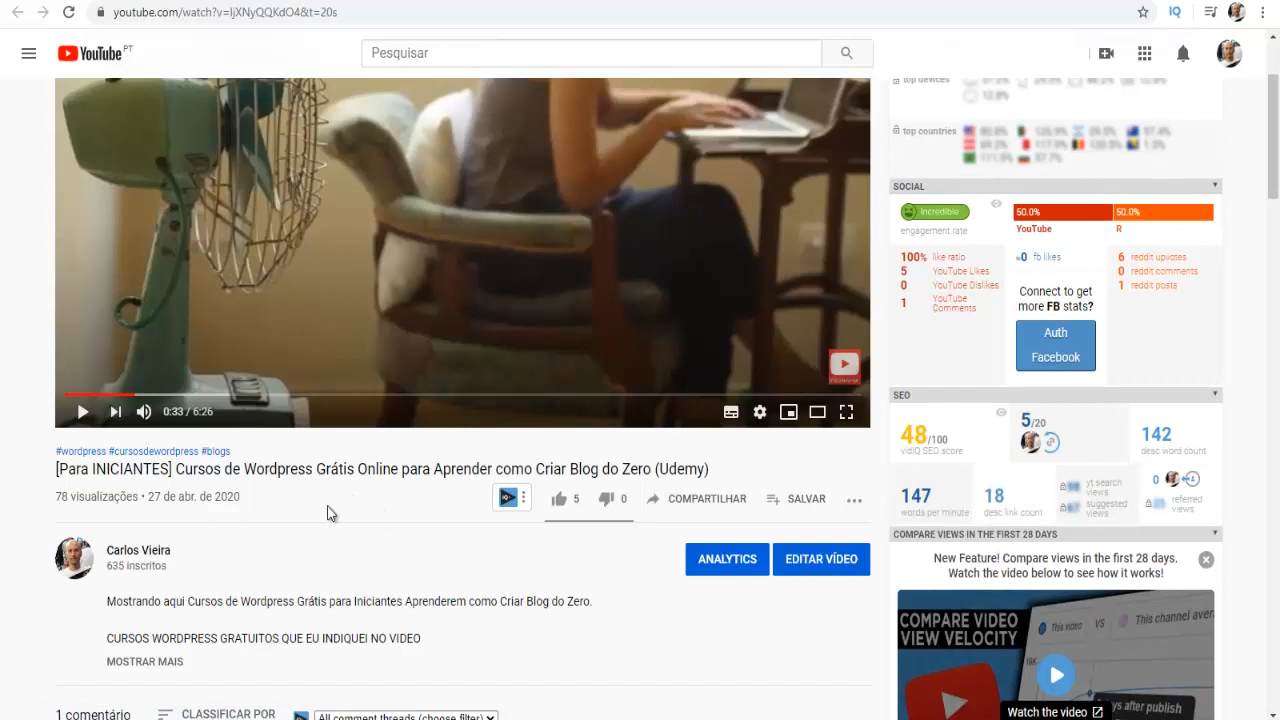 youtube.com/watch?v=IjXNyQQKdO4&t=20s
YouTube PT
Pesquisar
top devices
12.8%
top countries
SOCIAL
Incredible
engagement rate
50.0% 50.0%
YouTube R
100% like ratio
5 YouTube Likes
0 YouTube Dislikes
1 YouTube Comments
≈0 fb likes
Connect to get
more FB stats?
Auth
Facebook
6 reddit upvotes
0 reddit comments
1 reddit posts
0:33 / 6:26
SEO
48/100
vidIQ SEO score
5/20
142
desc word count
147
words per minute
18
desc link count
yt search views
suggested views
0
referred views
#wordpress #cursosdewordpress #blogs
[Para INICIANTES] Cursos de Wordpress Grátis Online para Aprender como Criar Blog do Zero (Udemy)
78 visualizações • 27 de abr. de 2020
5 0 COMPARTILHAR SALVAR
Carlos Vieira
635 inscritos
ANALYTICS EDITAR VÍDEO
Mostrando aqui Cursos de Wordpress Grátis para Iniciantes Aprenderem como Criar Blog do Zero.
CURSOS WORDPRESS GRATUITOS QUE EU INDIQUEI NO VIDEO
MOSTRAR MAIS
1 comentário CLASSIFICAR POR All comment threads (choose filter)
COMPARE VIEWS IN THE FIRST 28 DAYS
New Feature! Compare views in the first 28 days.
Watch the video below to see how it works!
COMPARE VIDEO
VIEW VELOCITY
This video VS This channel aver
Watch the video
ys after publish